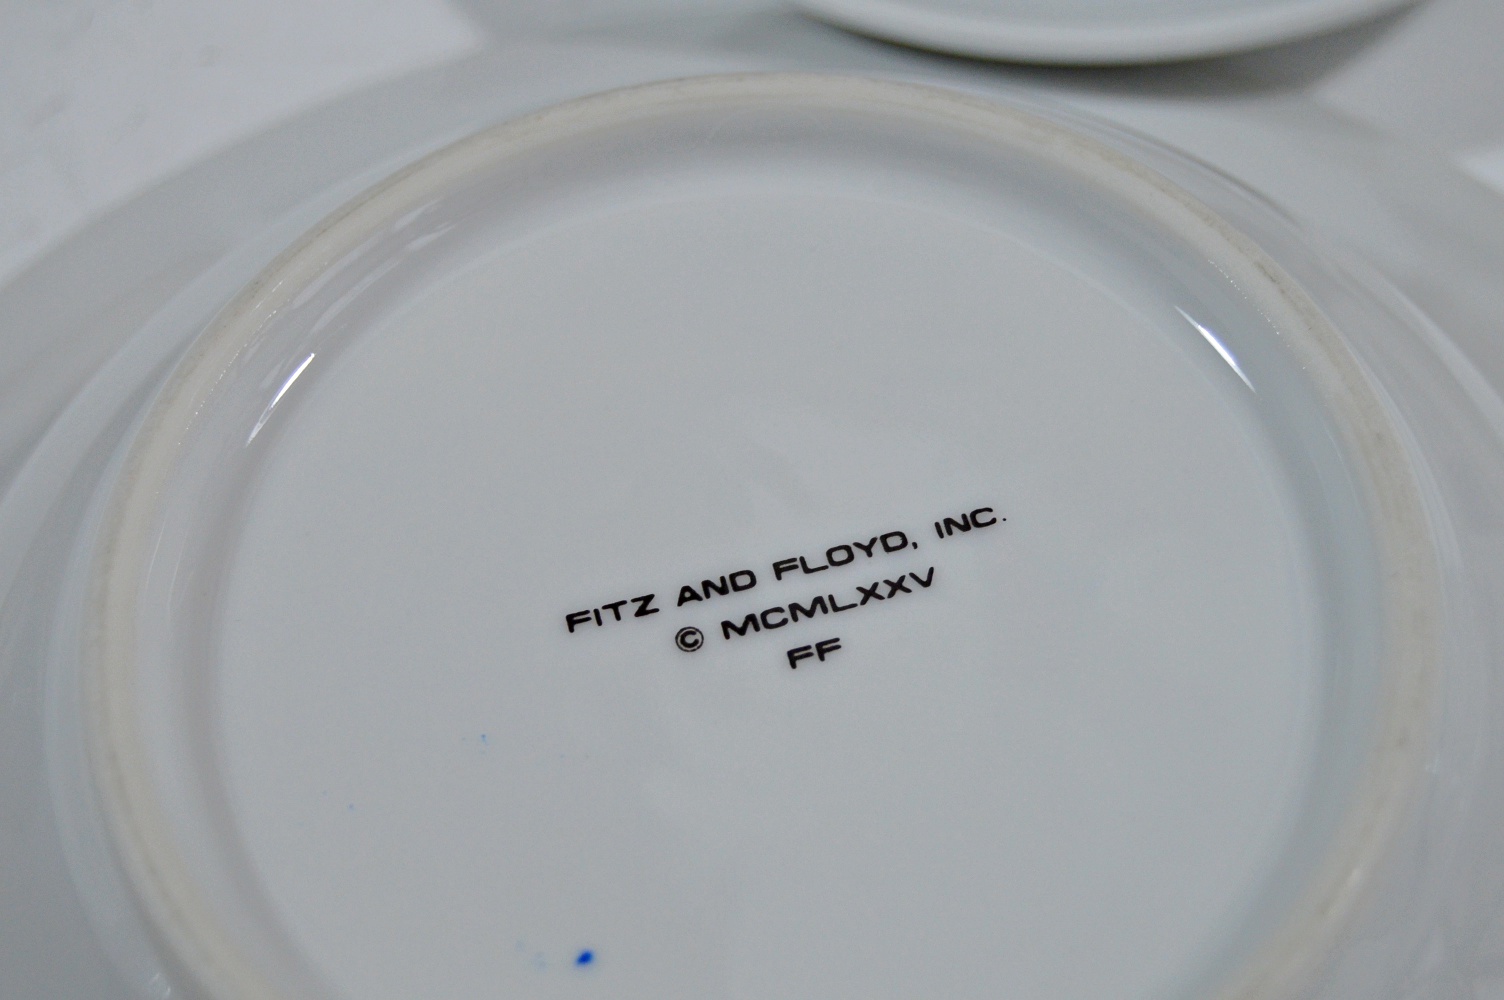 FITZ AND FLOYD, INC.
© MCMLXXV
FF